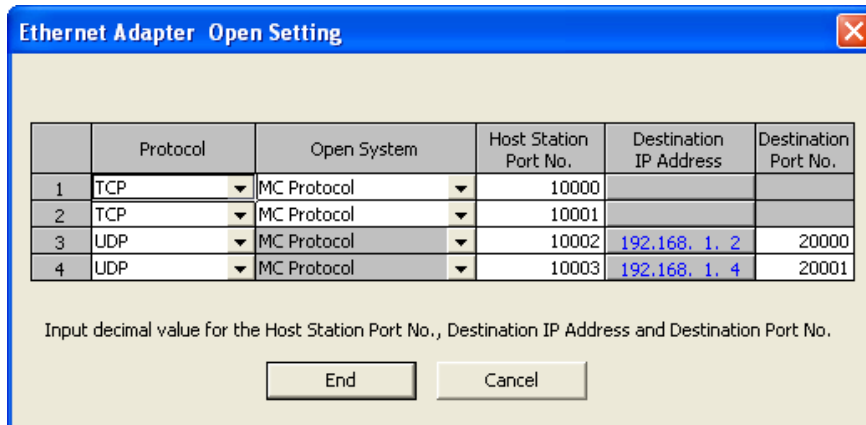 Ethernet Adapter Open Setting
Protocol Open System Host Station Port No. Destination IP Address Destination Port No.
1 TCP MC Protocol 10000
2 TCP MC Protocol 10001
3 UDP MC Protocol 10002 192.168. 1. 2 20000
4 UDP MC Protocol 10003 192.168. 1. 4 20001
Input decimal value for the Host Station Port No., Destination IP Address and Destination Port No.
End Cancel